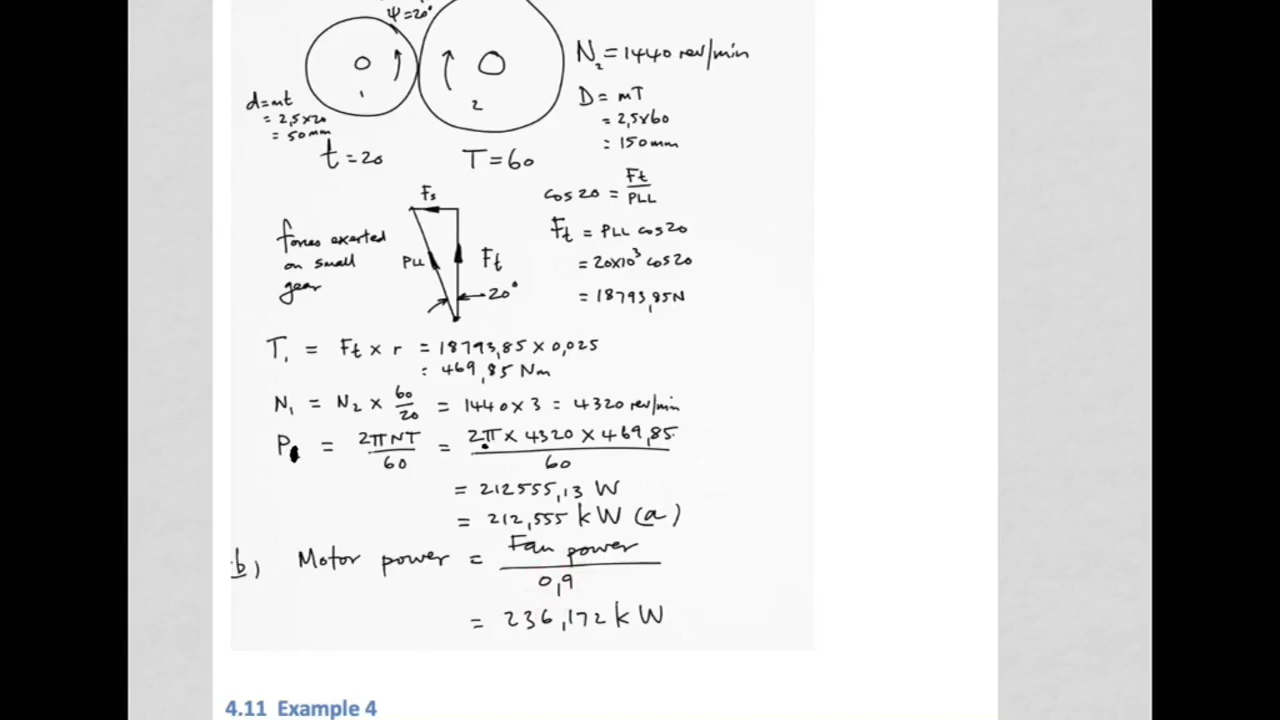 ψ=20°
N₂ = 1440 rev/min
1
2
d=mt
= 2,5×20
= 50mm
D = mT
= 2,5×60
= 150mm
t = 20
T = 60
cos 20 = Ft/PLL
Fs
Ft = PLL cos20
forces exerted
on small
gear
PLL
Ft
20°
= 20×10³ cos20
= 18793,85N
T₁ = Ft × r = 18793,85 × 0,025
= 469,85 Nm
N₁ = N₂ × 60/20 = 1440×3 = 4320 rev/min
P = 2πNT/60 = 2π × 4320 × 469,85/60
= 212555,13 W
= 212,555 kW (a)
b) Motor power = Fan power/0,9
= 236,172 kW
4.11 Example 4